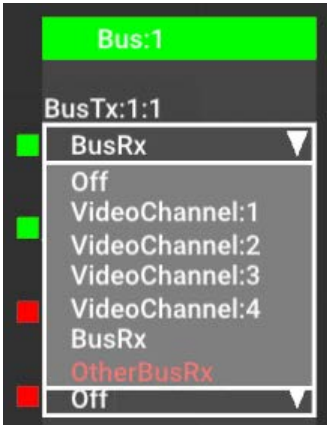 Bus:1
BusTx:1:1
BusRx
Off
VideoChannel:1
VideoChannel:2
VideoChannel:3
VideoChannel:4
BusRx
OtherBusRx
Off